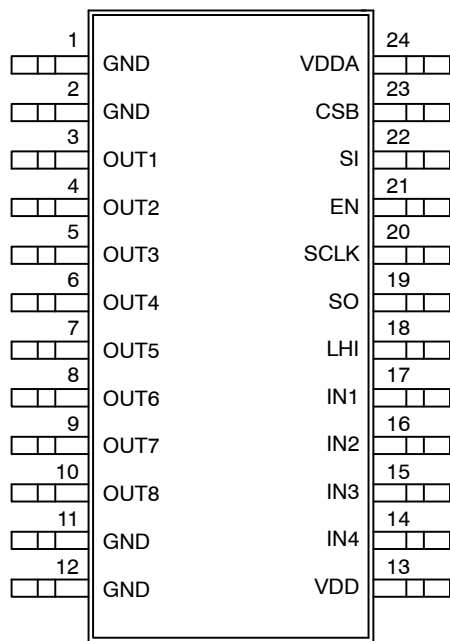 1 24
GND VDDA
2 23
GND CSB
3 22
OUT1 SI
4 21
OUT2 EN
5 20
OUT3 SCLK
6 19
OUT4 SO
7 18
OUT5 LHI
8 17
OUT6 IN1
9 16
OUT7 IN2
10 15
OUT8 IN3
11 14
GND IN4
12 13
GND VDD